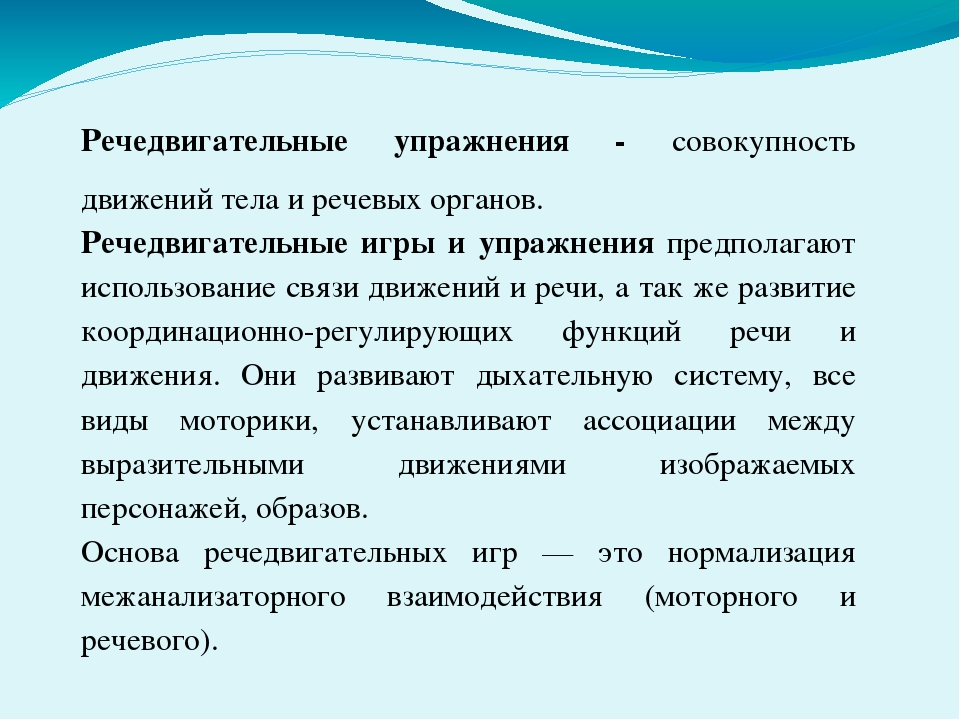 Речедвигательные упражнения - совокупность
движений тела и речевых органов.
Речедвигательные игры и упражнения предполагают
использование связи движений и речи, а так же развитие
координационно-регулирующих функций речи и
движения. Они развивают дыхательную систему, все
виды моторики, устанавливают ассоциации между
выразительными движениями изображаемых
персонажей, образов.
Основа речедвигательных игр — это нормализация
межанализаторного взаимодействия (моторного и
речевого).